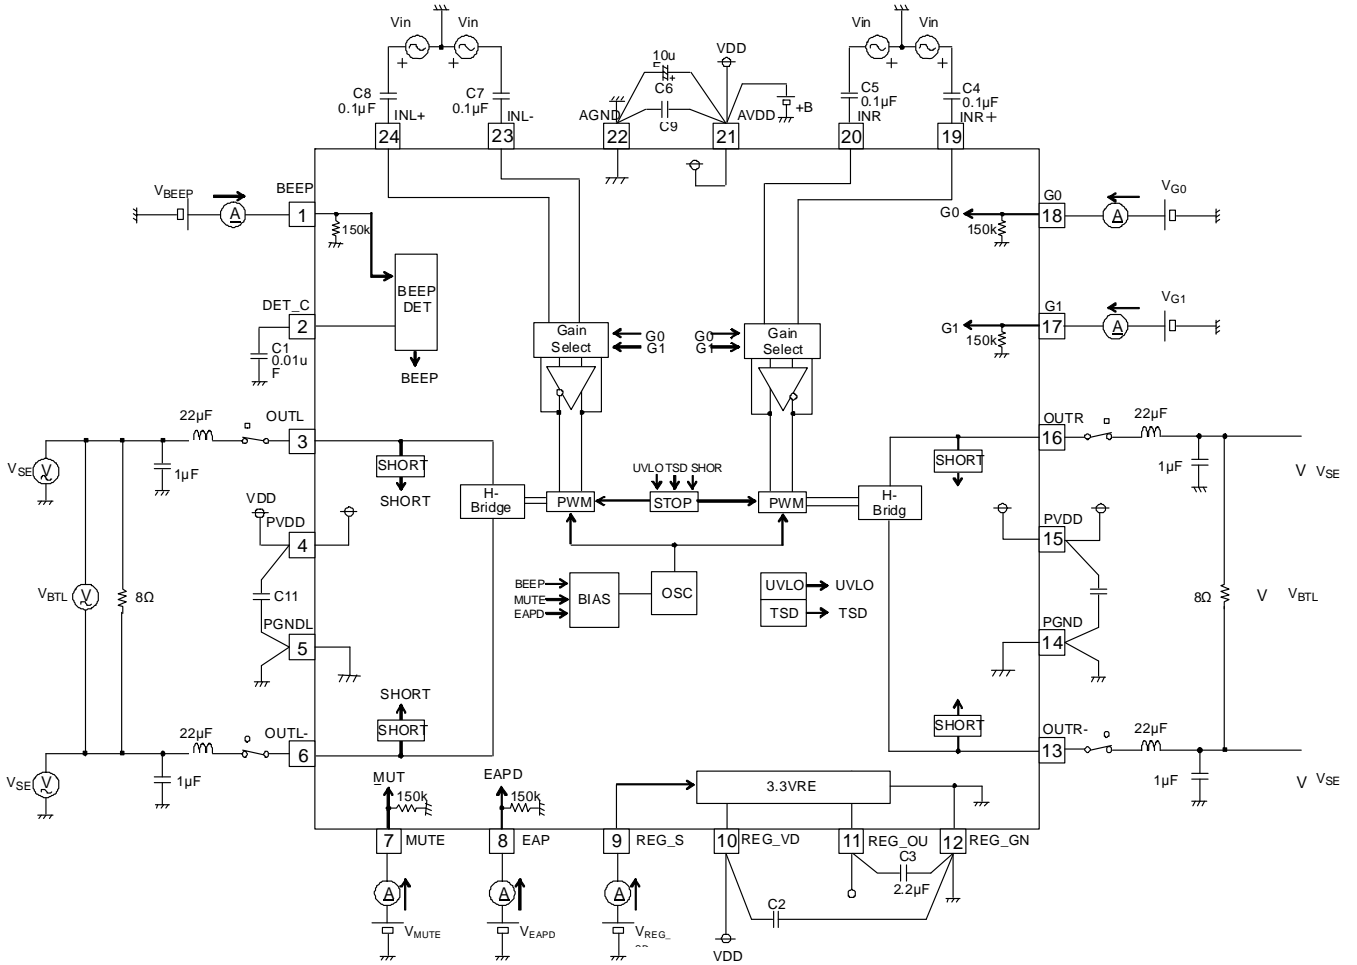 Vin
Vin
10u
F
VDD
Vin
Vin
C8
0.1µF
INL+
C7
0.1µF
INL-
C6
AGND
C9
AVDD
+B
C5
0.1µF
INR
C4
0.1µF
INR+
24
23
22
21
20
19
VBEEP
A
BEEP
1
150k
G0
150k
G0
18
A
VG0
BEEP
DET
DET_C
2
C1
0.01u
F
BEEP
Gain
Select
G0
G1
G0
G1
Gain
Select
G1
150k
G1
17
A
VG1
22µF
OUTL
3
VSE
V
1µF
SHORT
SHORT
UVLO TSD SHOR
H-
Bridge
PWM
STOP
PWM
H-
Bridg
SHORT
OUTR
16
22µF
1µF
V VSE
VDD
PVDD
4
PVDD
15
VBTL
V
8Ω
C11
BEEP
MUTE
EAPD
BIAS
OSC
UVLO
UVLO
TSD
TSD
8Ω
V VBTL
PGNDL
5
PGND
14
22µF
OUTL-
6
VSE
V
1µF
SHORT
SHORT
SHORT
OUTR-
13
22µF
1µF
V VSE
MUT
150k
EAPD
150k
3.3VRE
7
MUTE
8
EAP
9
REG_S
10
REG_VD
11
REG_OU
12
REG_GN
C3
2.2µF
A
A
A
C2
VMUTE
VEAPD
VREG_
VDD